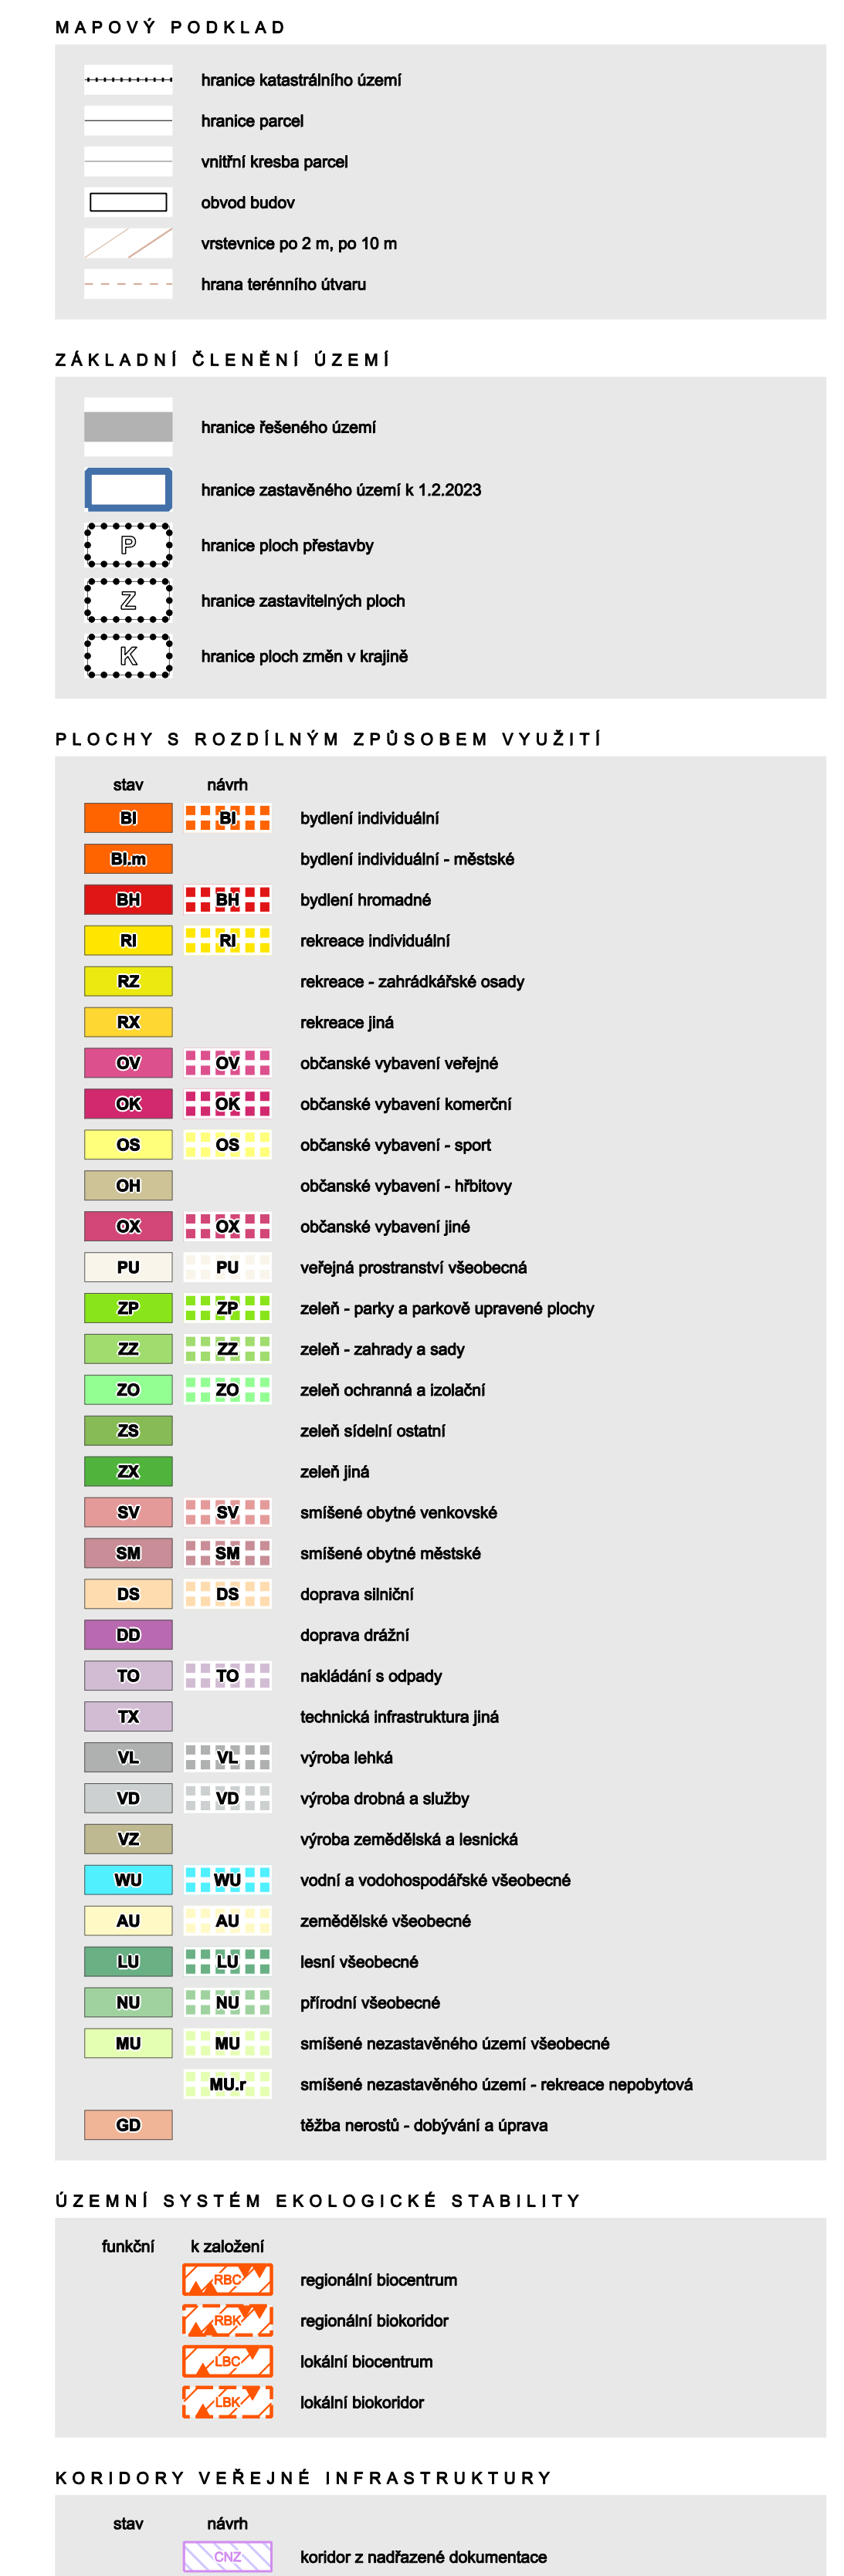 MAPOVÝ PODKLAD
hranice katastrálního území
hranice parcel
vnitřní kresba parcel
obvod budov
vrstevnice po 2 m, po 10 m
hrana terénního útvaru
ZÁKLADNÍ ČLENĚNÍ ÚZEMÍ
hranice řešeného území
hranice zastavěného území k 1.2.2023
P hranice ploch přestavby
Z hranice zastavitelných ploch
K hranice ploch změn v krajině
PLOCHY S ROZDÍLNÝM ZPŮSOBEM VYUŽITÍ
stav návrh
BI BI bydlení individuální
BI.m bydlení individuální - městské
BH BH bydlení hromadné
RI RI rekreace individuální
RZ rekreace - zahrádkářské osady
RX rekreace jiná
OV OV občanské vybavení veřejné
OK OK občanské vybavení komerční
OS OS občanské vybavení - sport
OH občanské vybavení - hřbitovy
OX OX občanské vybavení jiné
PU PU veřejná prostranství všeobecná
ZP ZP zeleň - parky a parkově upravené plochy
ZZ ZZ zeleň - zahrady a sady
ZO ZO zeleň ochranná a izolační
ZS zeleň sídelní ostatní
ZX zeleň jiná
SV SV smíšené obytné venkovské
SM SM smíšené obytné městské
DS DS doprava silniční
DD doprava drážní
TO TO nakládání s odpady
TX technická infrastruktura jiná
VL VL výroba lehká
VD VD výroba drobná a služby
VZ výroba zemědělská a lesnická
WU WU vodní a vodohospodářské všeobecné
AU AU zemědělské všeobecné
LU LU lesní všeobecné
NU NU přírodní všeobecné
MU MU smíšené nezastavěného území všeobecné
MU.r smíšené nezastavěného území - rekreace nepobytová
GD těžba nerostů - dobývání a úprava
ÚZEMNÍ SYSTÉM EKOLOGICKÉ STABILITY
funkční k založení
RBC regionální biocentrum
RBK regionální biokoridor
LBC lokální biocentrum
LBK lokální biokoridor
KORIDORY VEŘEJNÉ INFRASTRUKTURY
stav návrh
CNZ koridor z nadřazené dokumentace